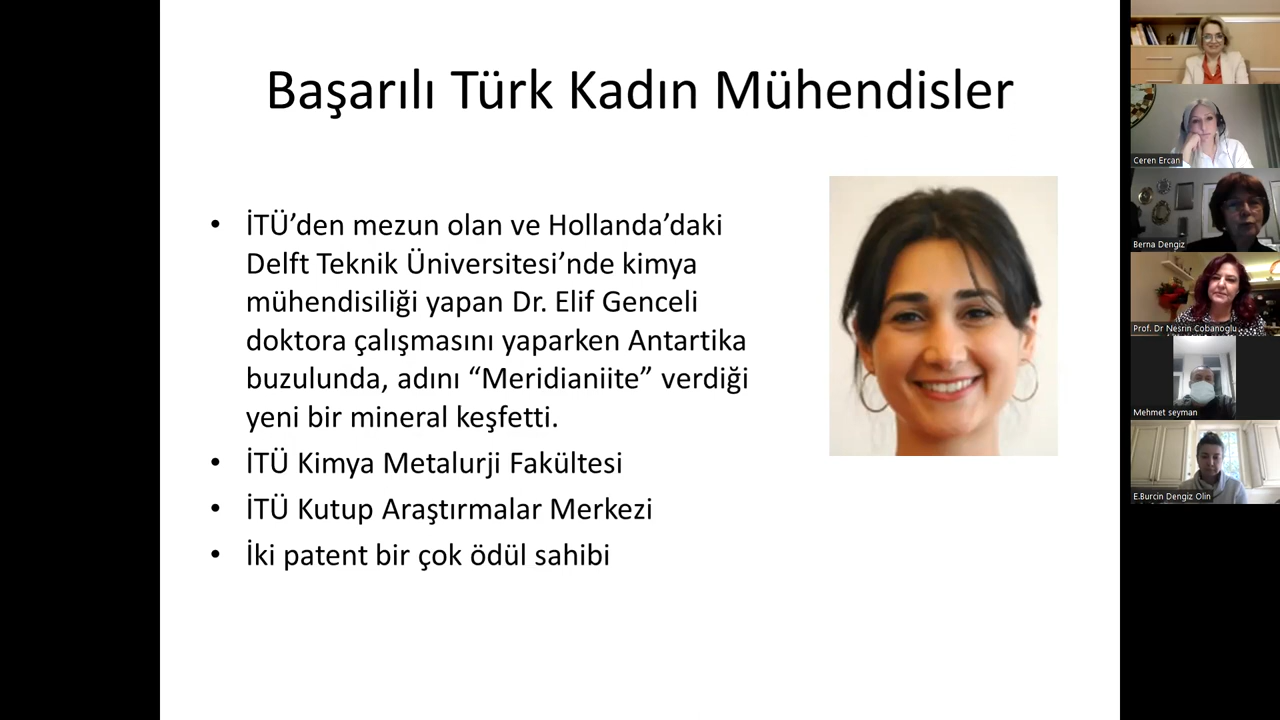 Başarılı Türk Kadın Mühendisler
• İTÜ’den mezun olan ve Hollanda’daki
Delft Teknik Üniversitesi’nde kimya
mühendisiliği yapan Dr. Elif Genceli
doktora çalışmasını yaparken Antartika
buzulunda, adını “Meridianiite” verdiği
yeni bir mineral keşfetti.
• İTÜ Kimya Metalurji Fakültesi
• İTÜ Kutup Araştırmalar Merkezi
• İki patent bir çok ödül sahibi
Ceren Ercan
Berna Dengiz
Prof. Dr Nesrin Cobanoglu
Mehmet seyman
E.Burcin Dengiz Olin